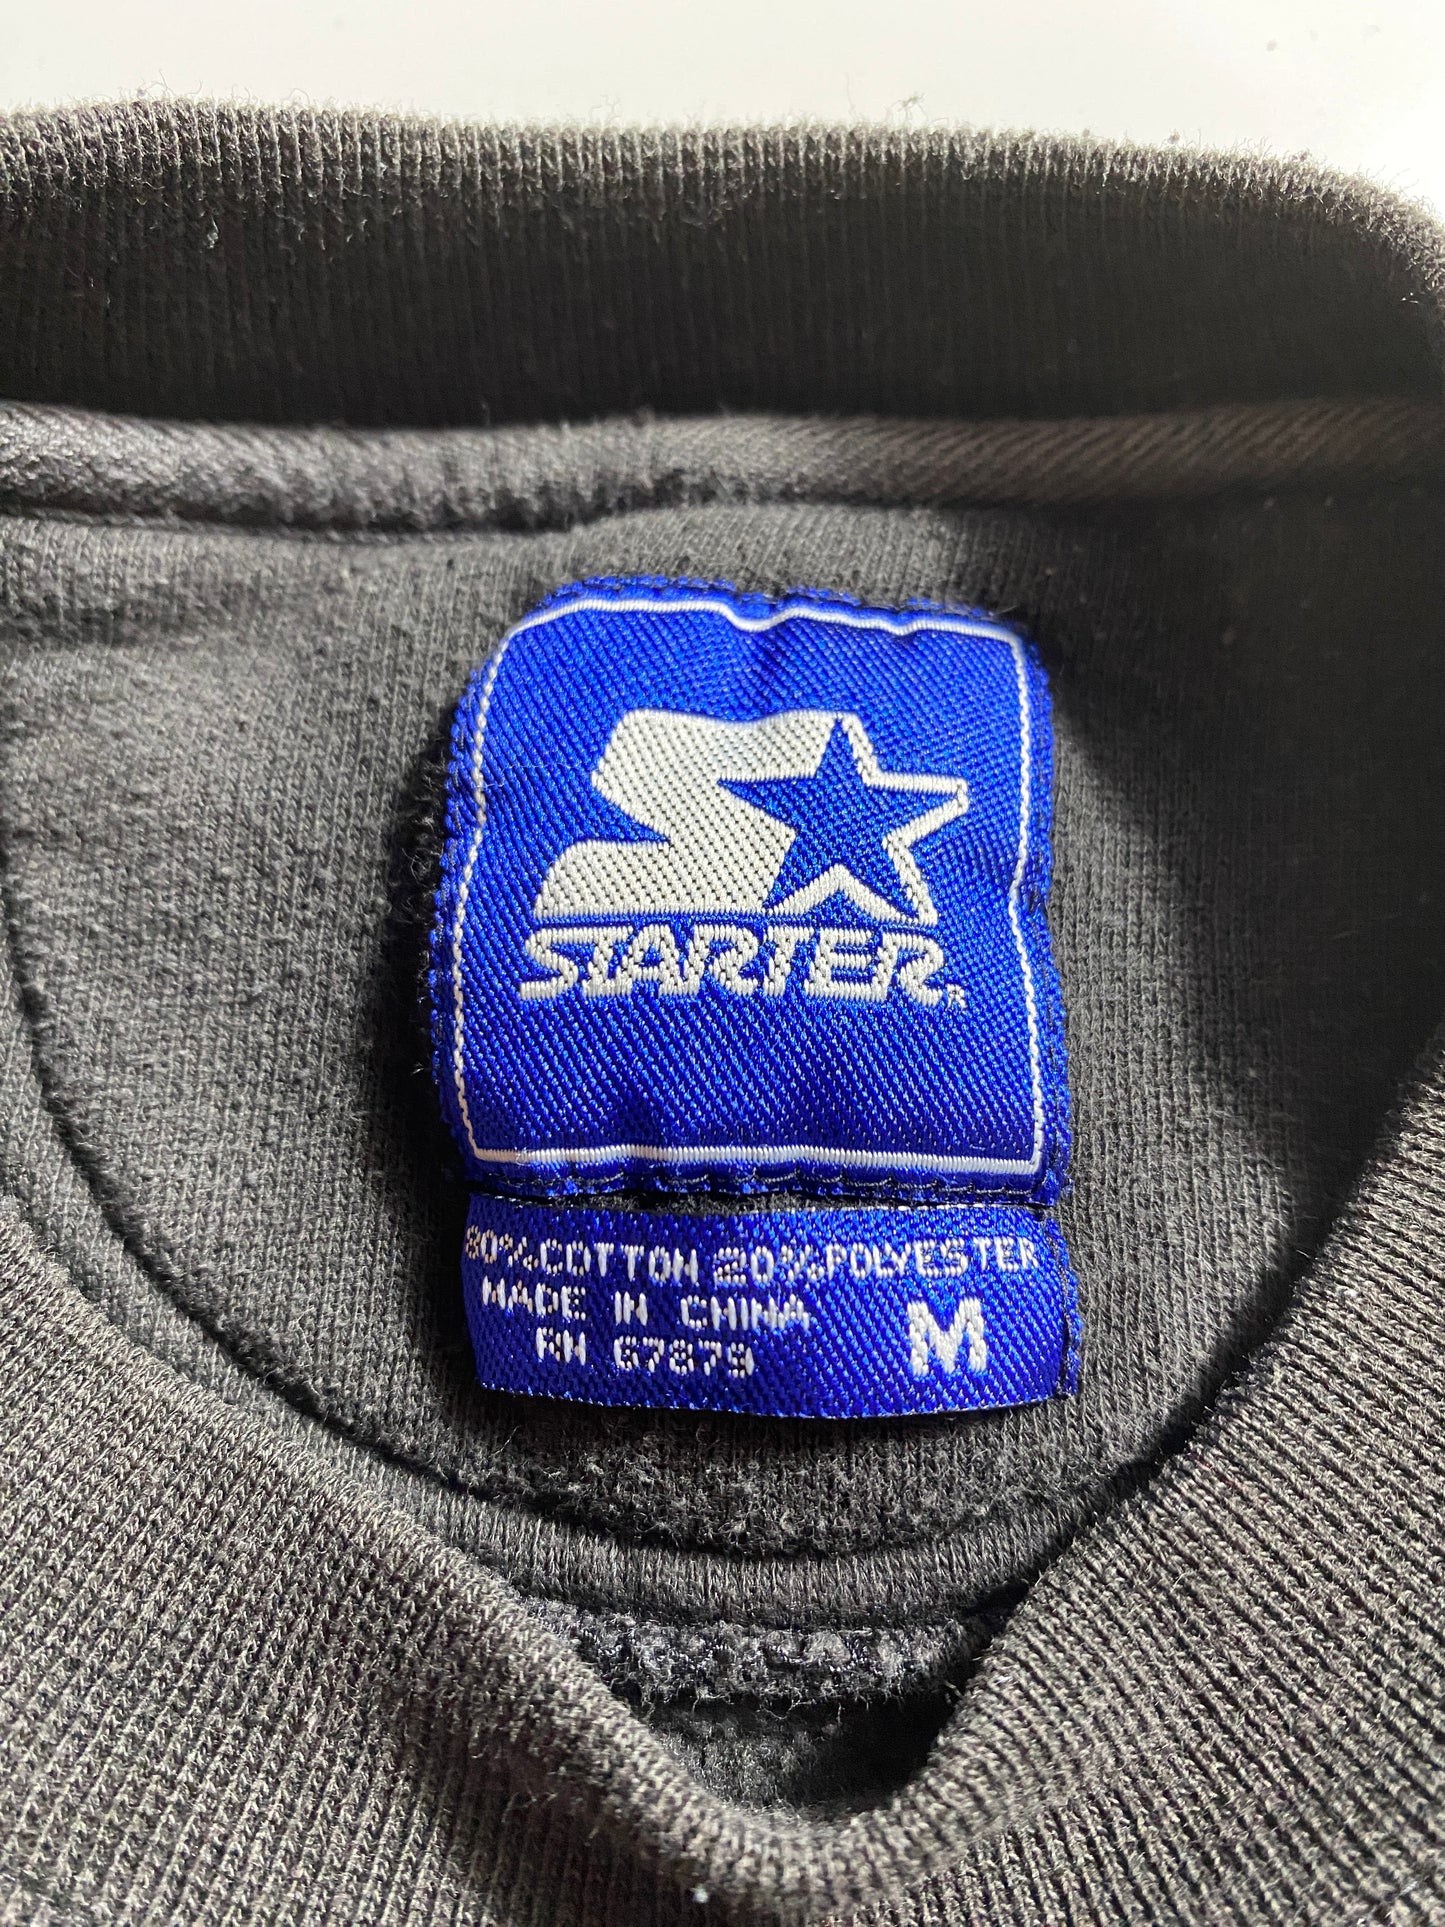 STARTER®
80% COTTON 20% POLYESTER
MADE IN CHINA
RN 67879 M